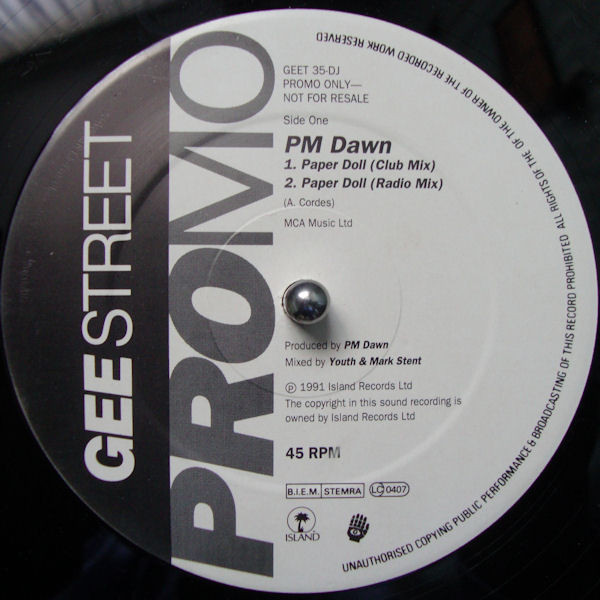 GEE STREET
PROMO
GEET 35-DJ
PROMO ONLY—
NOT FOR RESALE
Side One
PM Dawn
1. Paper Doll (Club Mix)
2. Paper Doll (Radio Mix)
(A. Cordes)
MCA Music Ltd
Produced by PM Dawn
Mixed by Youth & Mark Stent
℗ 1991 Island Records Ltd
The copyright in this sound recording is
owned by Island Records Ltd
45 RPM
B.I.E.M. STEMRA LC 0407
ISLAND
UNAUTHORISED COPYING PUBLIC PERFORMANCE & BROADCASTING OF THIS RECORD PROHIBITED ALL RIGHTS OF THE OF THE OWNER OF THE RECORDED WORK RESERVED